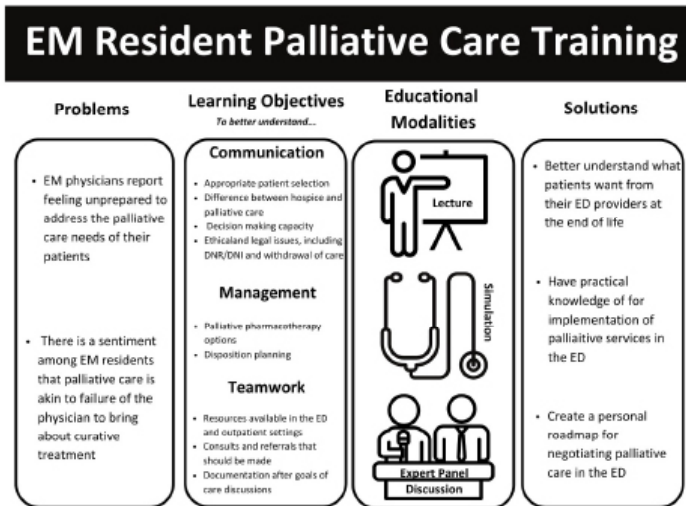 EM Resident Palliative Care Training
Problems
• EM physicians report
feeling unprepared to
address the palliative
care needs of their
patients
• There is a sentiment
among EM residents
that palliative care is
akin to failure of the
physician to bring
about curative
treatment
Learning Objectives
To better understand...
Communication
• Appropriate patient selection
• Difference between hospice and
palliative care
• Decision making capacity
• Ethicaland legal issues, including
DNR/DNI and withdrawal of care
Management
• Palliative pharmacotherapy
options
• Disposition planning
Teamwork
• Resources available in the ED
and outpatient settings
• Consults and referrals that
should be made
• Documentation after goals of
care discussions
Educational
Modalities
Lecture
Simulation
Expert Panel
Discussion
Solutions
• Better understand what
patients want from
their ED providers at
the end of life
• Have practical
knowledge of for
implementation of
palliaitive services in
the ED
• Create a personal
roadmap for
negotiating palliative
care in the ED